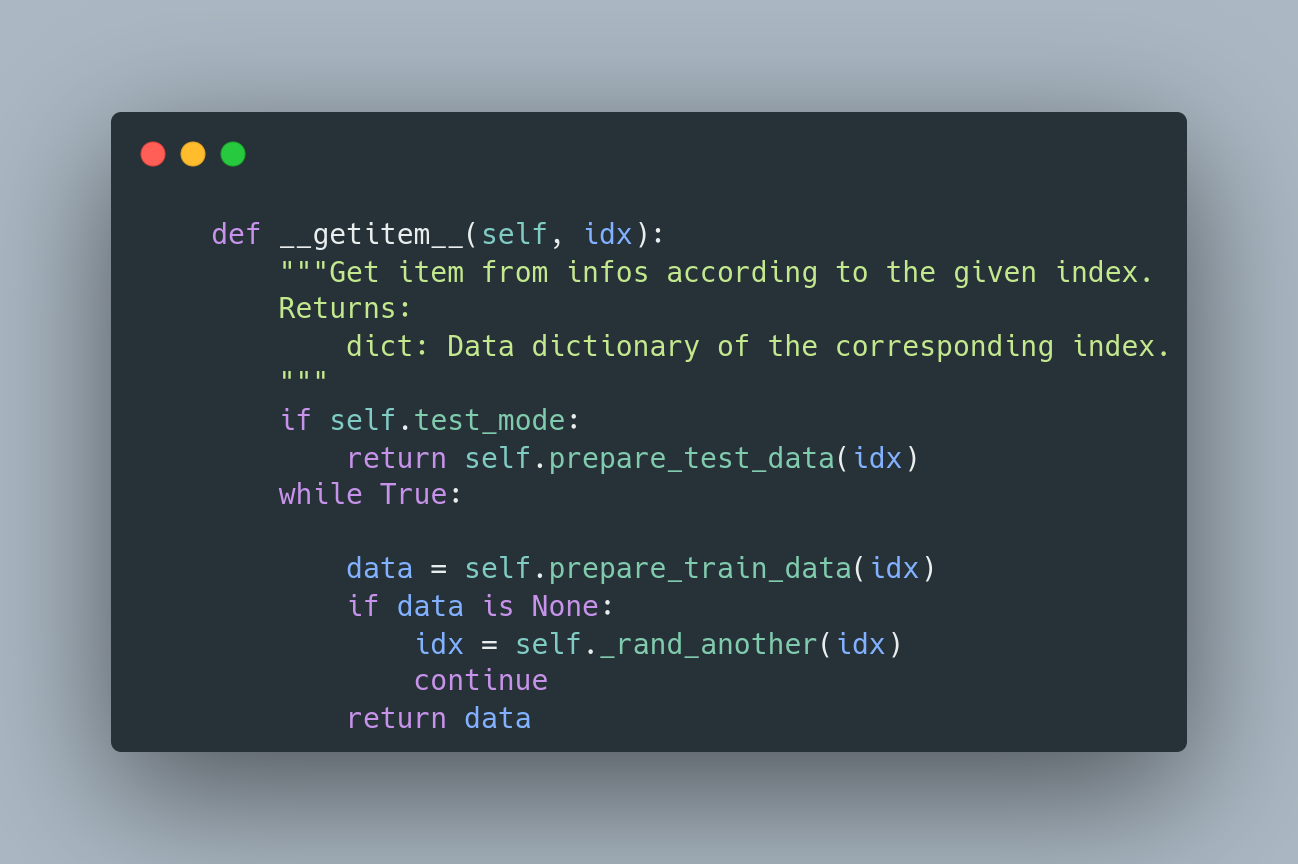 def __getitem__(self, idx):
    """Get item from infos according to the given index.
    Returns:
        dict: Data dictionary of the corresponding index.
    """
    if self.test_mode:
        return self.prepare_test_data(idx)
    while True:

        data = self.prepare_train_data(idx)
        if data is None:
            idx = self._rand_another(idx)
            continue
        return data